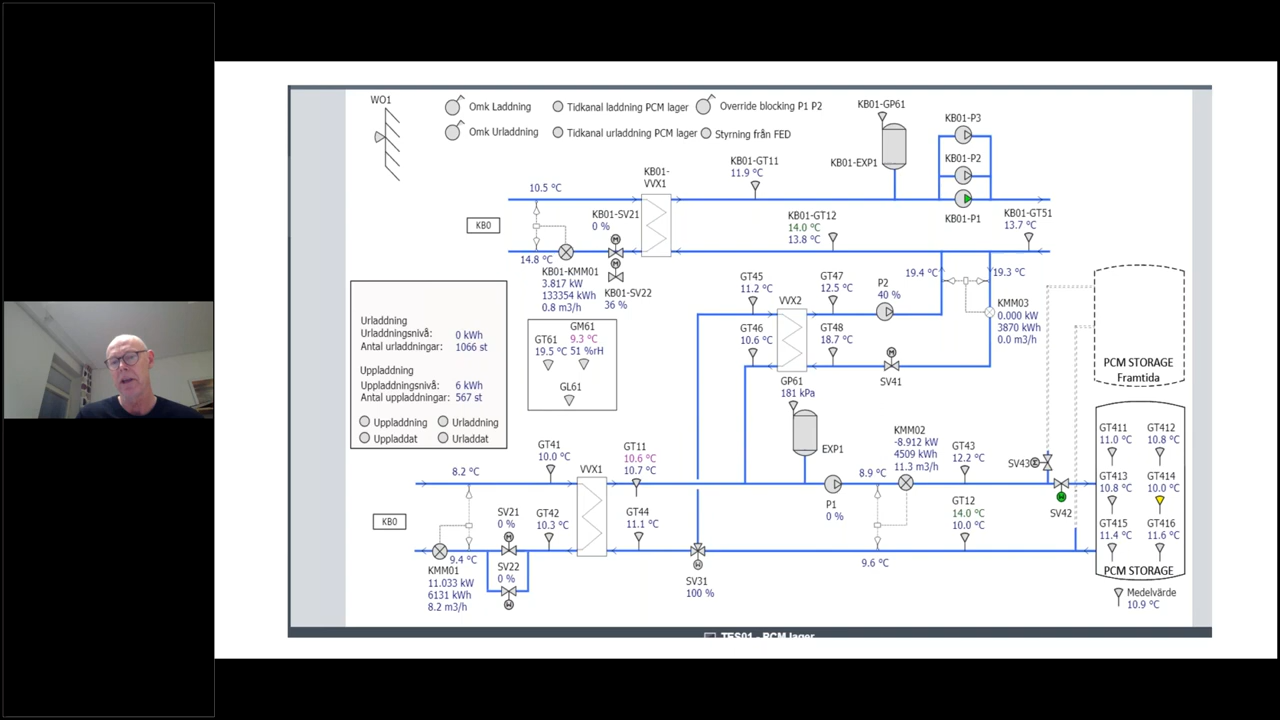 WO1
Omk Laddning
Tidkanal laddning PCM lager
Override blocking P1 P2
Omk Urladdning
Tidkanal urladdning PCM lager
Styrning från FED
KB01-GP61
KB01-EXP1
KB01-P3
KB01-P2
KB01-P1
KB01-GT51
13.7 °C
10.5 °C
KB01-
VVX1
KB01-GT11
11.9 °C
KB0
KB01-SV21
0 %
KB01-GT12
14.0 °C
13.8 °C
14.8 °C
KB01-KMM01
3.817 kW
133354 kWh
0.8 m3/h
KB01-SV22
36 %
19.4 °C
19.3 °C
KMM03
0.000 kW
3870 kWh
0.0 m3/h
GT45
11.2 °C
GT47
12.5 °C
P2
40 %
VVX2
GT46
10.6 °C
GT48
18.7 °C
SV41
Urladdning
Urladdningsnivå: 0 kWh
Antal urladdningar: 1066 st
Uppladdning
Uppladdningsnivå: 6 kWh
Antal uppladdningar: 567 st
Uppladdning
Urladdning
Uppladdat
Urladdat
GM61
GT61
9.3 °C
19.5 °C
51 %rH
GL61
PCM STORAGE
Framtida
GP61
181 kPa
EXP1
8.2 °C
GT41
10.0 °C
VVX1
GT11
10.6 °C
10.7 °C
P1
0 %
8.9 °C
KMM02
-8.912 kW
4509 kWh
11.3 m3/h
GT43
12.2 °C
SV43
SV42
GT411
11.0 °C
GT412
10.8 °C
GT413
10.8 °C
GT414
10.0 °C
GT415
11.4 °C
GT416
11.6 °C
PCM STORAGE
Medelvärde
10.9 °C
KB0
SV21
0 %
GT42
10.3 °C
GT44
11.1 °C
GT12
14.0 °C
10.0 °C
9.4 °C
SV22
0 %
9.6 °C
KMM01
11.033 kW
6131 kWh
8.2 m3/h
SV31
100 %
TES01 - PCM lager